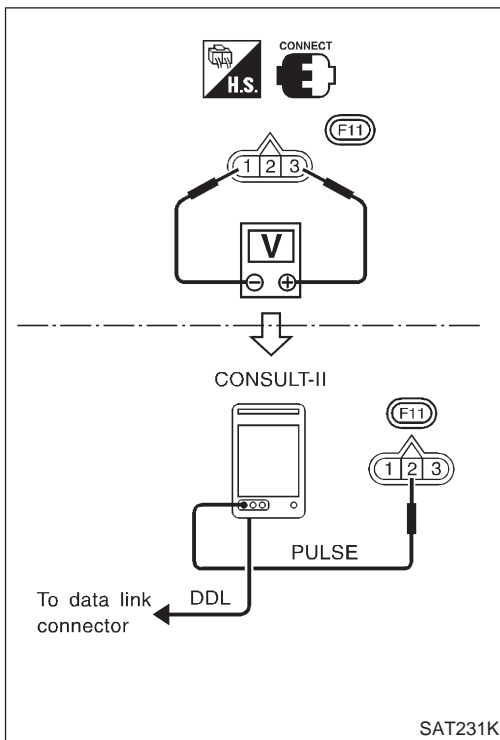 H.S.
CONNECT
F11
1 2 3
V
− +
CONSULT-II
F11
1 2 3
PULSE
DDL
To data link
connector
SAT231K